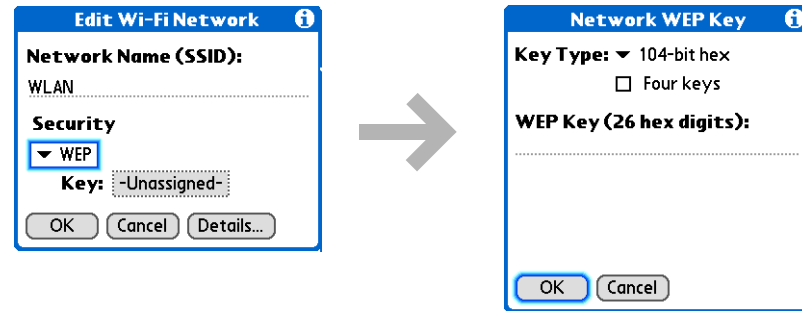 Edit Wi-Fi Network
Network Name (SSID):
WLAN
Security
WEP
Key: -Unassigned-
OK Cancel Details...
Network WEP Key
Key Type: 104-bit hex
Four keys
WEP Key (26 hex digits):
OK Cancel